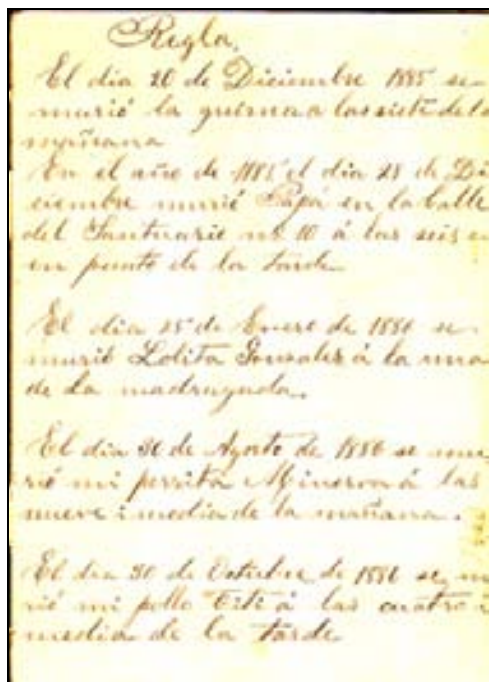 Regla.
El dia 20 de Diciembre 1885 se
murió la quimaa las siete de la
mañana
En el año de 1885 el dia 28 de Di
ciembre murió Papá en la Calle
del Santuario no 10 á las seis
en punto de la tarde.
El dia 25 de Enero de 1886 se
murió Lolita Gonzalez á la una
de la madrugada.
El dia 30 de Agosto de 1886 se mu
rió mi perrita Minerva á las
nueve i media de la mañana.
El dia 30 de Octubre de 1886 se m
rió mi pollo Titi á las cuatro i
media de la tarde.